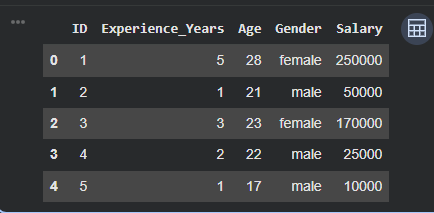 ID Experience_Years Age Gender Salary
0 1 5 28 female 250000
1 2 1 21 male 50000
2 3 3 23 female 170000
3 4 2 22 male 25000
4 5 1 17 male 10000